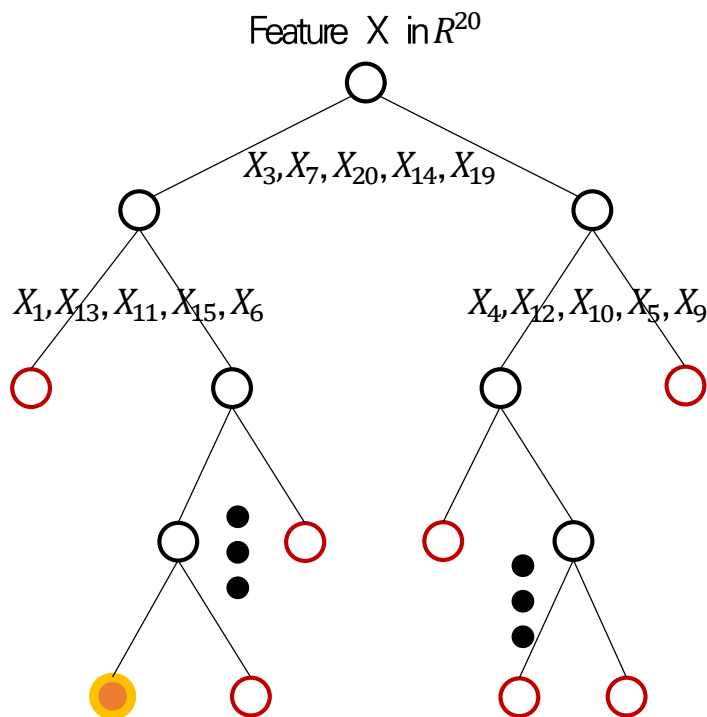 Feature X in R²⁰
X₃, X₇, X₂₀, X₁₄, X₁₉
X₁, X₁₃, X₁₁, X₁₅, X₆
X₄, X₁₂, X₁₀, X₅, X₉